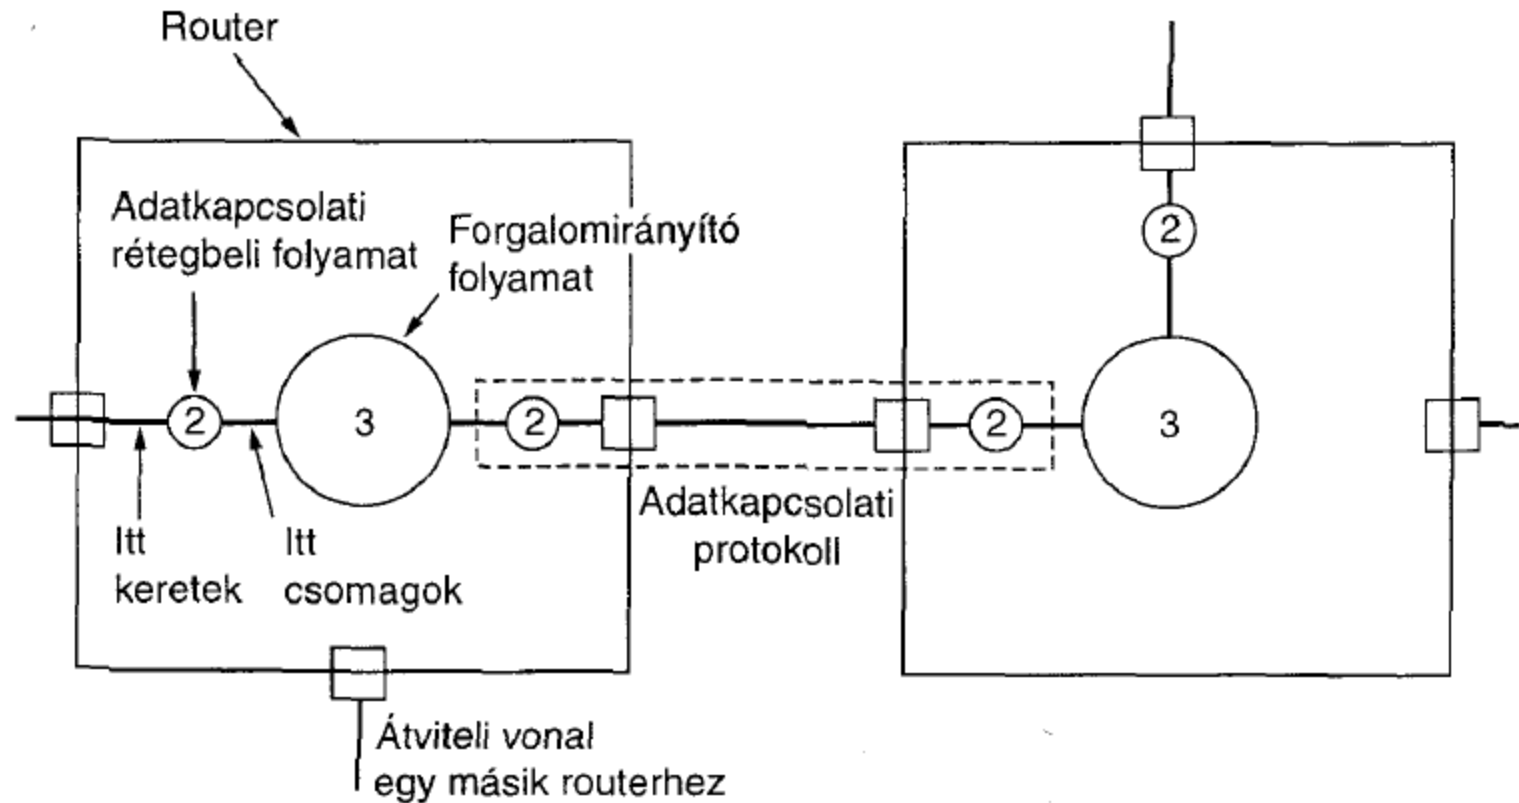 Router
Adatkapcsolati
rétegbeli folyamat
Forgalomirányító
folyamat
2
3
2
2
3
2
Itt
keretek
Itt
csomagok
Adatkapcsolati
protokoll
Átviteli vonal
egy másik routerhez